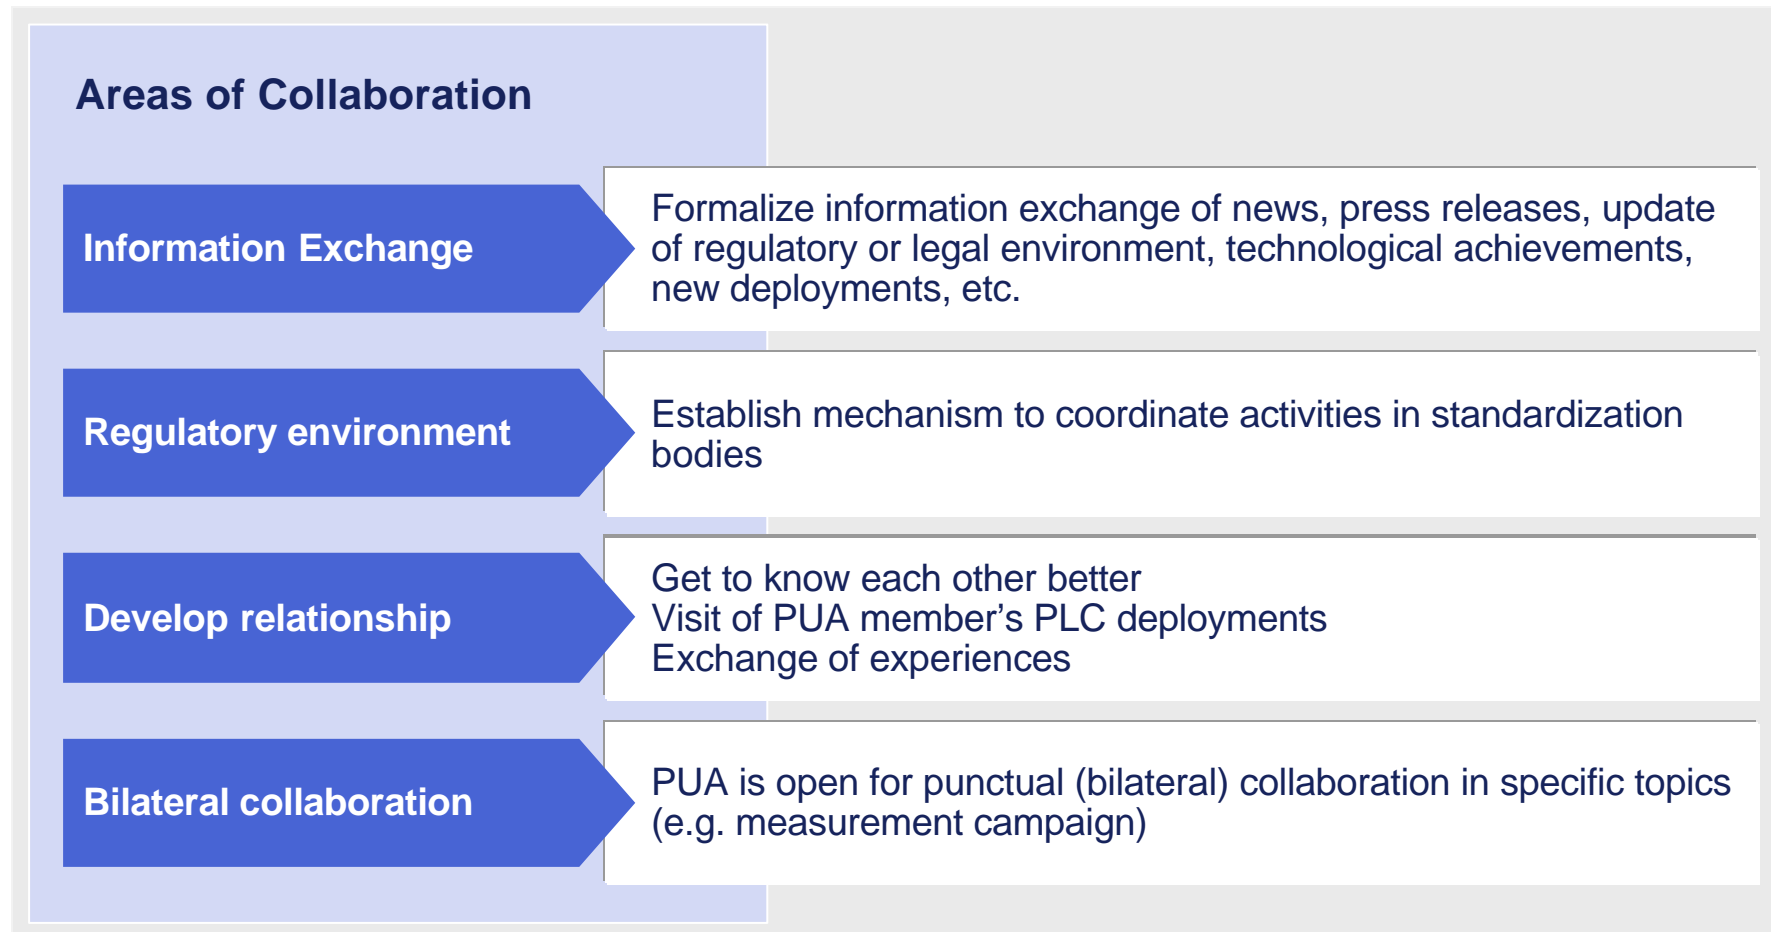 Areas of Collaboration
Information Exchange
Formalize information exchange of news, press releases, update
of regulatory or legal environment, technological achievements,
new deployments, etc.
Regulatory environment
Establish mechanism to coordinate activities in standardization
bodies
Develop relationship
Get to know each other better
Visit of PUA member’s PLC deployments
Exchange of experiences
Bilateral collaboration
PUA is open for punctual (bilateral) collaboration in specific topics
(e.g. measurement campaign)